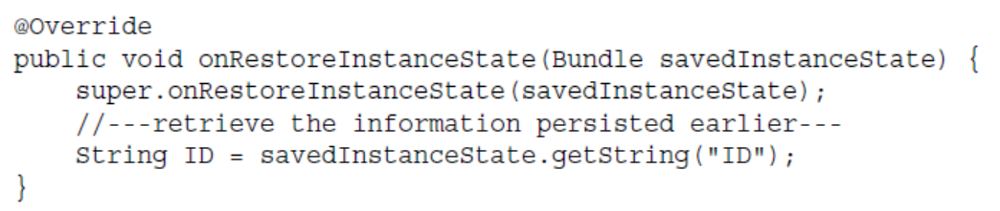 @Override
public void onRestoreInstanceState(Bundle savedInstanceState) {
    super.onRestoreInstanceState(savedInstanceState);
    //---retrieve the information persisted earlier---
    String ID = savedInstanceState.getString("ID");
}